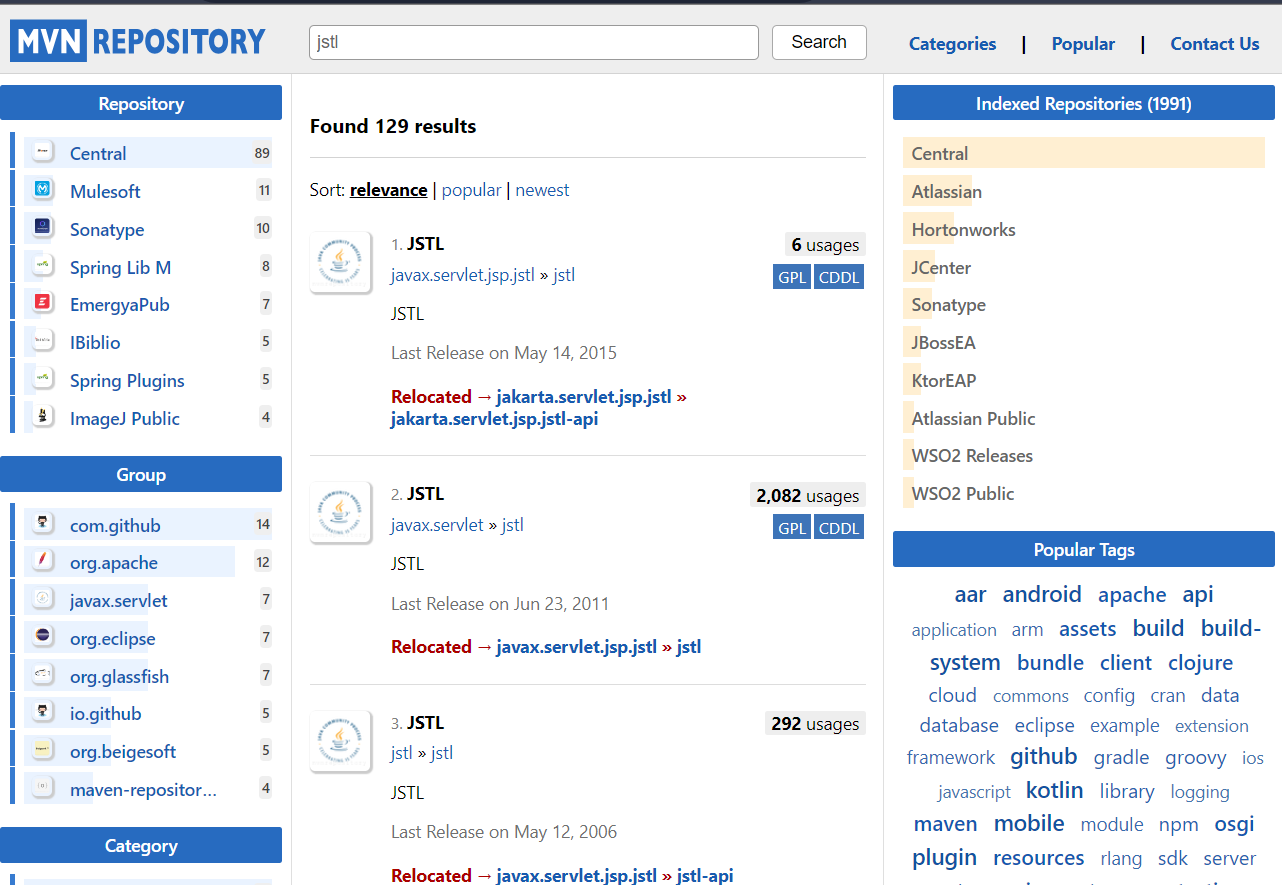 MVN REPOSITORY
jstl
Search
Categories | Popular | Contact Us
Repository
Central 89
Mulesoft 11
Sonatype 10
Spring Lib M 8
EmergyaPub 7
IBiblio 5
Spring Plugins 5
ImageJ Public 4
Group
com.github 14
org.apache 12
javax.servlet 7
org.eclipse 7
org.glassfish 7
io.github 5
org.beigesoft 5
maven-repositor... 4
Category
Found 129 results
Sort: relevance | popular | newest
1. JSTL
6 usages
javax.servlet.jsp.jstl » jstl
GPL CDDL
JSTL
Last Release on May 14, 2015
Relocated → jakarta.servlet.jsp.jstl »
jakarta.servlet.jsp.jstl-api
2. JSTL
2,082 usages
javax.servlet » jstl
GPL CDDL
JSTL
Last Release on Jun 23, 2011
Relocated → javax.servlet.jsp.jstl » jstl
3. JSTL
292 usages
jstl » jstl
JSTL
Last Release on May 12, 2006
Relocated → javax.servlet.jsp.jstl » jstl-api
Indexed Repositories (1991)
Central
Atlassian
Hortonworks
JCenter
Sonatype
JBossEA
KtorEAP
Atlassian Public
WSO2 Releases
WSO2 Public
Popular Tags
aar android apache api
application arm assets build build-
system bundle client clojure
cloud commons config cran data
database eclipse example extension
framework github gradle groovy ios
javascript kotlin library logging
maven mobile module npm osgi
plugin resources rlang sdk server